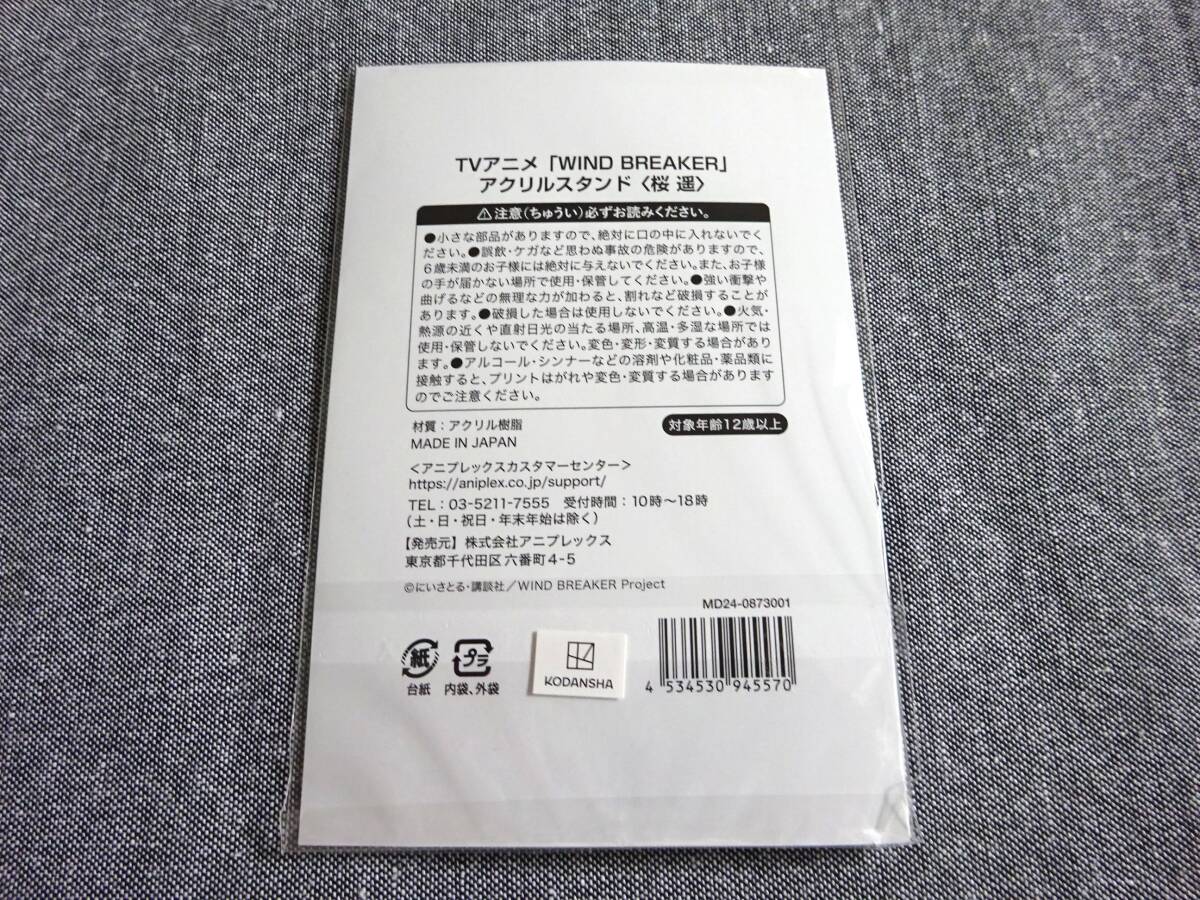 TVアニメ「WIND BREAKER」
アクリルスタンド〈桜 遥〉
⚠注意(ちゅうい)必ずお読みください。
●小さな部品がありますので、絶対に口の中に入れないでく
ださい。●誤飲・ケガなど思わぬ事故の危険がありますので、
6歳未満のお子様には絶対に与えないでください。また、お子様
の手が届かない場所で使用・保管してください。●強い衝撃や
曲げるなどの無理な力が加わると、割れなど破損することが
あります。●破損した場合は使用しないでください。●火気・
熱源の近くや直射日光の当たる場所、高温・多湿な場所では
使用・保管しないでください。変色・変形・変質する場合があり
ます。●アルコール・シンナーなどの溶剤や化粧品・薬品類に
接触すると、プリントはがれや変色・変質する場合があります
のでご注意ください。
材質：アクリル樹脂
MADE IN JAPAN
対象年齢12歳以上
＜アニプレックスカスタマーセンター＞
https://aniplex.co.jp/support/
TEL：03-5211-7555 受付時間：10時〜18時
（土・日・祝日・年末年始は除く）
【発売元】株式会社アニプレックス
東京都千代田区六番町4-5
©にいさとる・講談社／WIND BREAKER Project
MD24-0873001
紙
台紙
プラ
内袋、外袋
KODANSHA
4 534530 945570